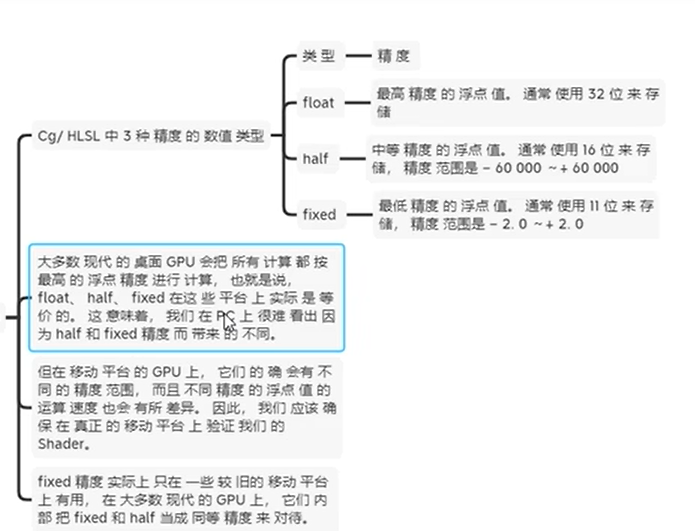 类型
精度
float
最高精度的浮点值。通常使用 32 位来存
储
Cg/ HLSL 中 3 种精度的数值类型
half
中等精度的浮点值。通常使用 16 位来存
储，精度范围是 – 60 000 ~ + 60 000
fixed
最低精度的浮点值。通常使用 11 位来存
储，精度范围是 – 2. 0 ~ + 2. 0
大多数现代的桌面 GPU 会把所有计算都按
最高的浮点精度进行计算，也就是说，
float、half、fixed 在这些平台上实际是等
价的。这意味着，我们在 PC 上很难看出因
为 half 和 fixed 精度而带来的不同。
但在移动平台的 GPU 上，它们的确会有不
同的精度范围，而且不同精度的浮点值的
运算速度也会有所差异。因此，我们应该确
保在真正的移动平台上验证我们的
Shader。
fixed 精度实际上只在一些较旧的移动平台
上有用，在大多数现代的 GPU 上，它们内
部把 fixed 和 half 当成同等精度来对待。